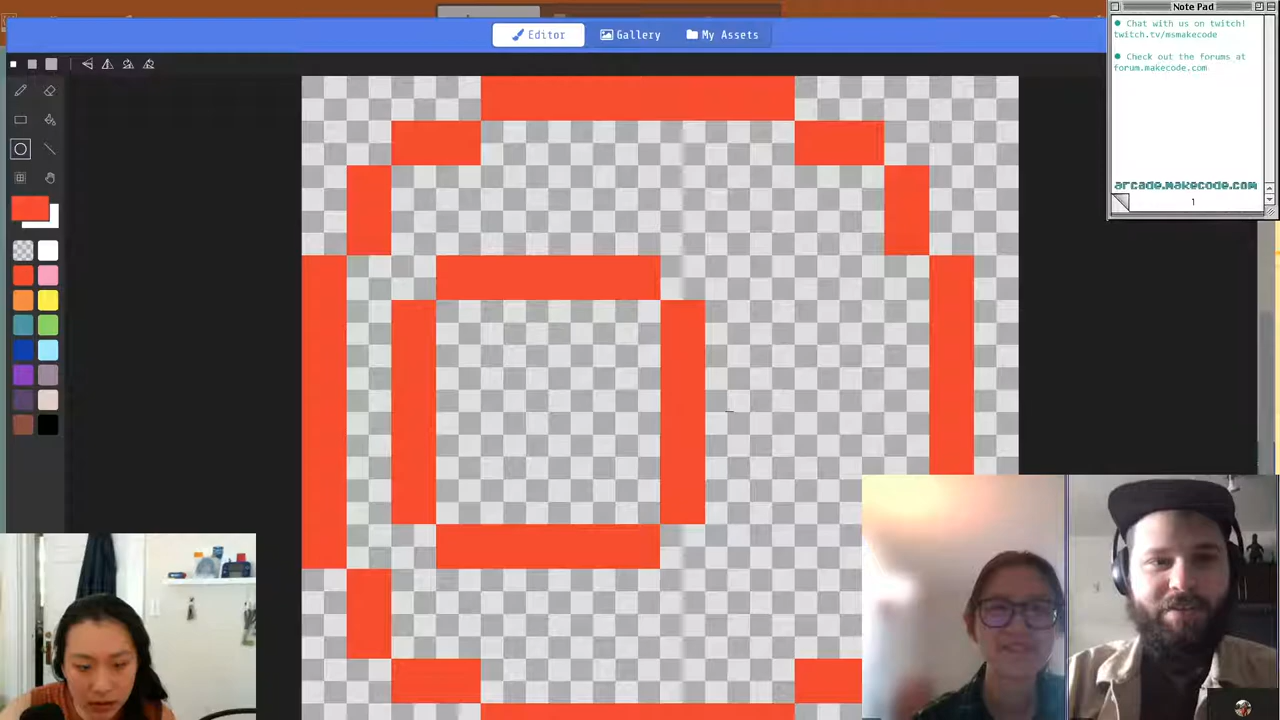 Note Pad
Chat with us on twitch!
twitch.tv/msmakecode
Check out the forums at
forum.makecode.com
arcade.makecode.com
1
Editor
Gallery
My Assets